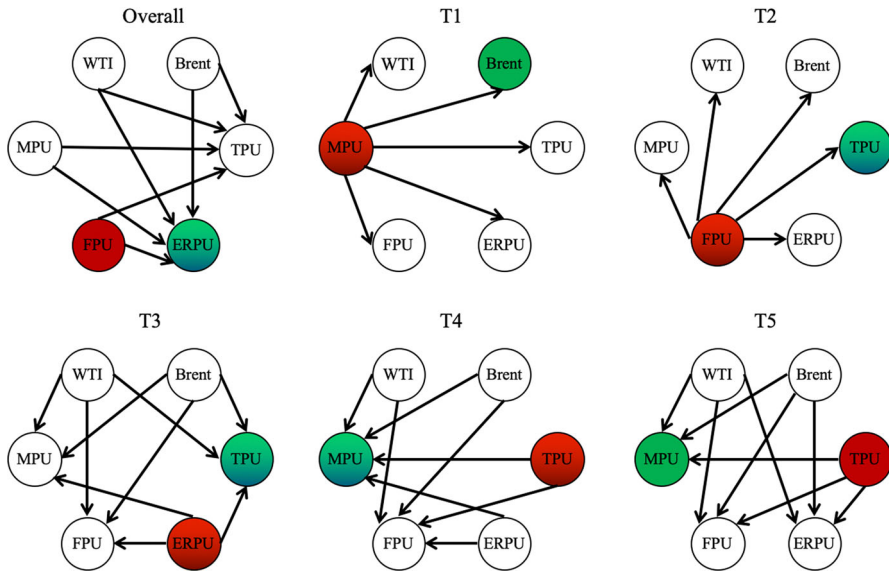 Overall
T1
T2
WTI
Brent
WTI
Brent
WTI
Brent
MPU
TPU
MPU
TPU
MPU
TPU
FPU
ERPU
FPU
ERPU
FPU
ERPU
T3
T4
T5
WTI
Brent
WTI
Brent
WTI
Brent
MPU
TPU
MPU
TPU
MPU
TPU
FPU
ERPU
FPU
ERPU
FPU
ERPU